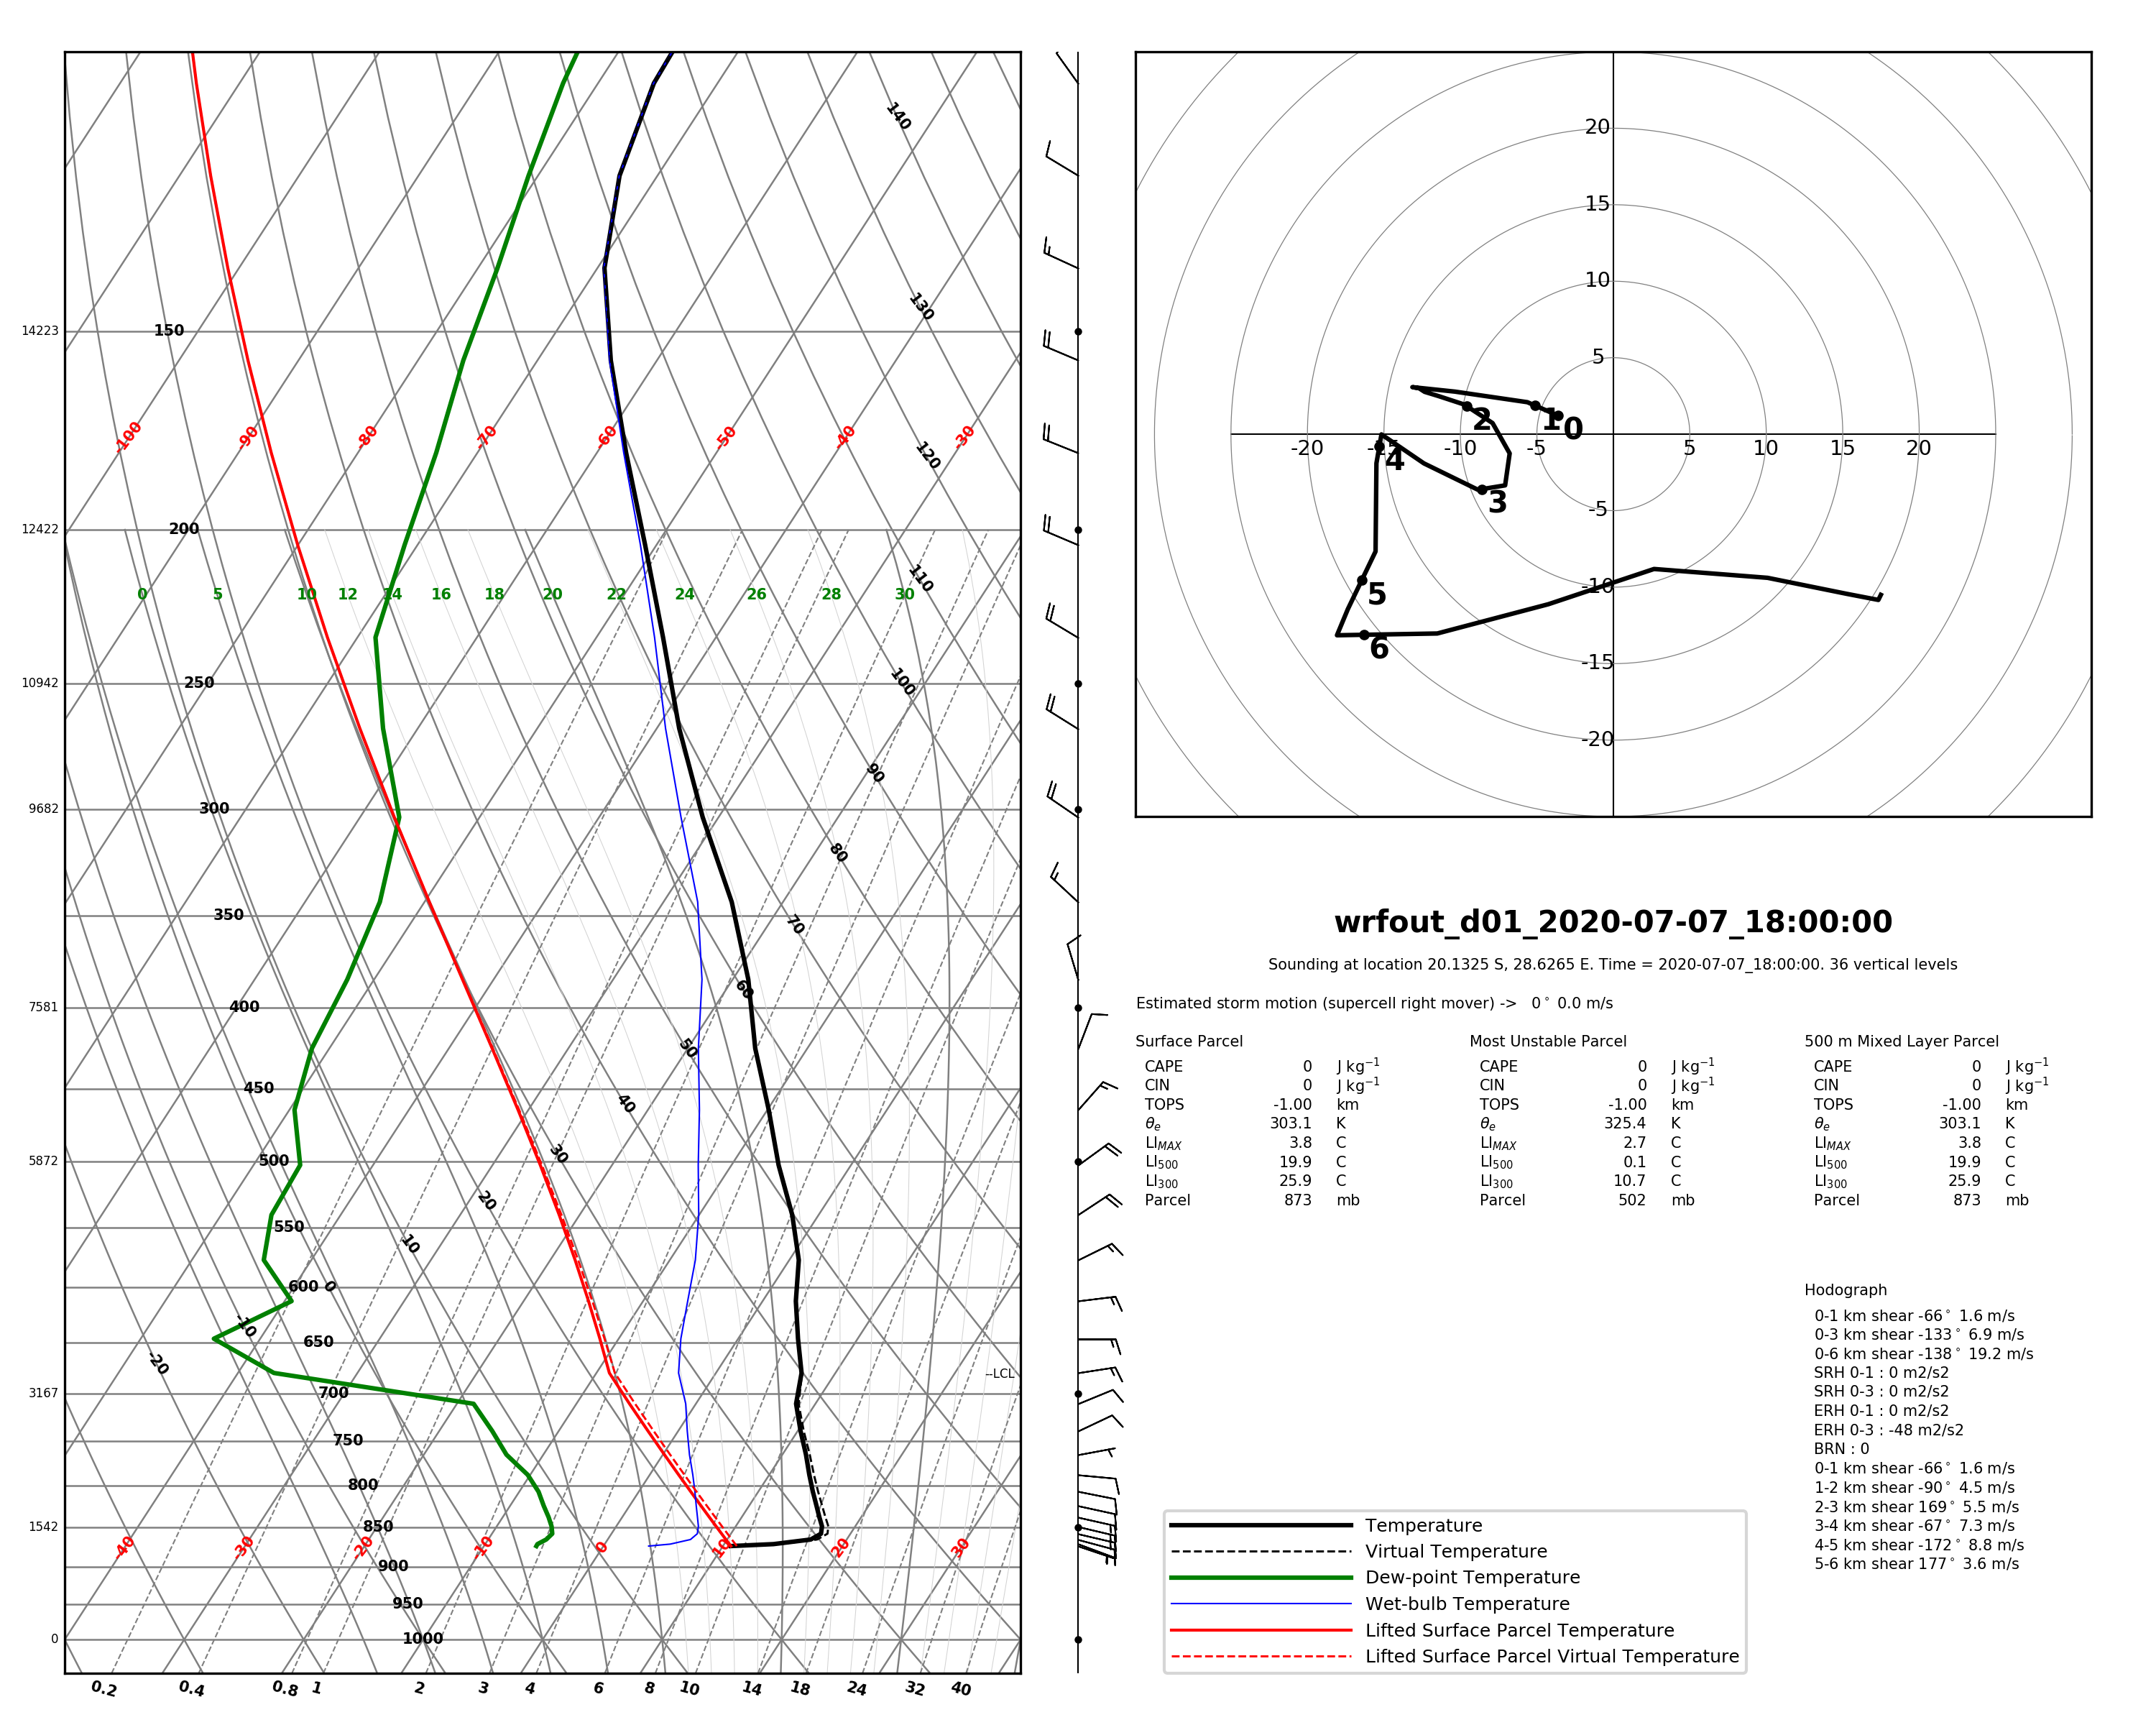 140
20
15
130
10
14223 150
5
-100 -90 -80 -70 -60 -50 -40 -30
120
2 1 0
-20 -15 -10 -5 5 10 15 20
4
3
-5
12422 200
110
0 5 10 12 14 16 18 20 22 24 26 28 30
-10
5
6
-15
10942 250
100
-20
90
9682 300
80
350
70
wrfout_d01_2020-07-07_18:00:00
Sounding at location 20.1325 S, 28.6265 E. Time = 2020-07-07_18:00:00. 36 vertical levels
60
7581 400
Estimated storm motion (supercell right mover) -> 0° 0.0 m/s
50
Surface Parcel Most Unstable Parcel 500 m Mixed Layer Parcel
CAPE 0 J kg⁻¹ CAPE 0 J kg⁻¹ CAPE 0 J kg⁻¹
CIN 0 J kg⁻¹ CIN 0 J kg⁻¹ CIN 0 J kg⁻¹
TOPS -1.00 km TOPS -1.00 km TOPS -1.00 km
θe 303.1 K θe 325.4 K θe 303.1 K
LI MAX 3.8 C LI MAX 2.7 C LI MAX 3.8 C
LI500 19.9 C LI500 0.1 C LI500 19.9 C
LI300 25.9 C LI300 10.7 C LI300 25.9 C
Parcel 873 mb Parcel 502 mb Parcel 873 mb
450
40
30
5872 500
20
550
10
600 0
-10
650
-20
--LCL
3167 700
750
800
1542 850
-40 -30 -20 -10 0 10 20 30
900
950
0 1000
0.2 0.4 0.8 1 2 3 4 6 8 10 14 18 24 32 40
Hodograph
0-1 km shear -66° 1.6 m/s
0-3 km shear -133° 6.9 m/s
0-6 km shear -138° 19.2 m/s
SRH 0-1 : 0 m2/s2
SRH 0-3 : 0 m2/s2
ERH 0-1 : 0 m2/s2
ERH 0-3 : -48 m2/s2
BRN : 0
0-1 km shear -66° 1.6 m/s
1-2 km shear -90° 4.5 m/s
2-3 km shear 169° 5.5 m/s
3-4 km shear -67° 7.3 m/s
4-5 km shear -172° 8.8 m/s
5-6 km shear 177° 3.6 m/s
Temperature
Virtual Temperature
Dew-point Temperature
Wet-bulb Temperature
Lifted Surface Parcel Temperature
Lifted Surface Parcel Virtual Temperature